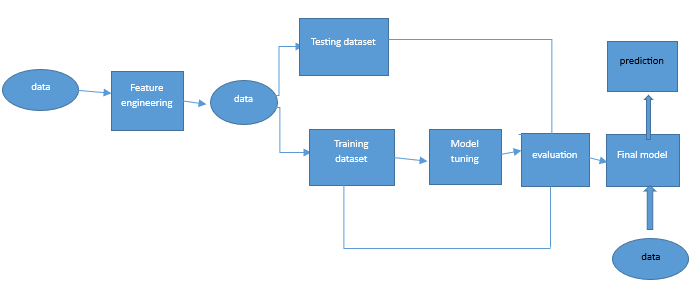 data
Feature
engineering
data
Testing dataset
Training
dataset
Model
tuning
evaluation
Final model
prediction
data